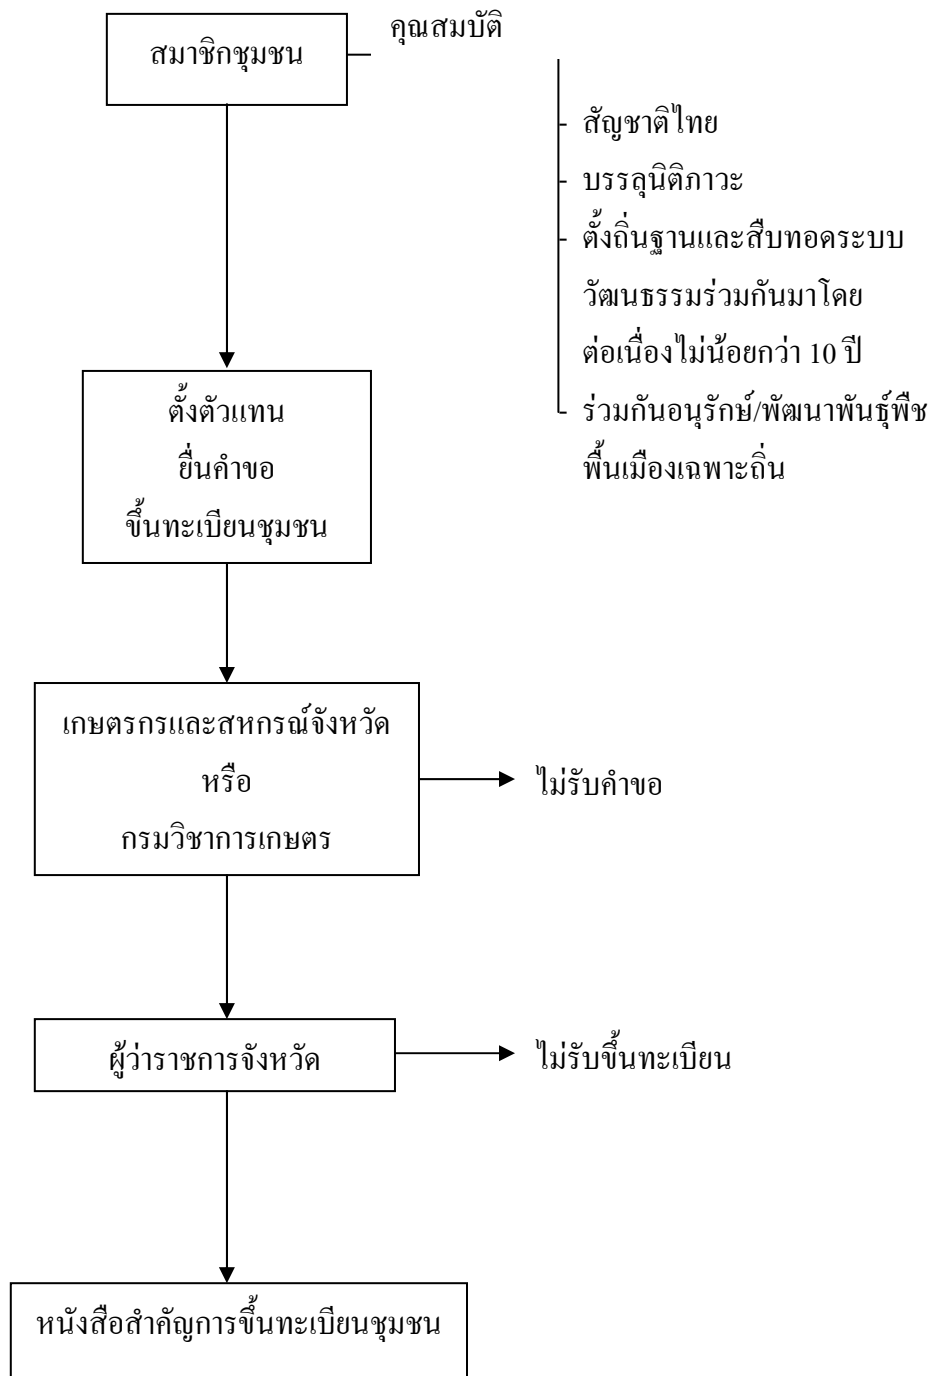 สมาชิกชุมชน
คุณสมบัติ
สัญชาติไทย
บรรลุนิติภาวะ
ตั้งถิ่นฐานและสืบทอดระบบ
วัฒนธรรมร่วมกันมาโดย
ต่อเนื่องไม่น้อยกว่า 10 ปี
ร่วมกันอนุรักษ์/พัฒนาพันธุ์พืช
พื้นเมืองเฉพาะถิ่น
ตั้งตัวแทน
ยื่นคำขอ
ขึ้นทะเบียนชุมชน
เกษตรกรและสหกรณ์จังหวัด
หรือ
กรมวิชาการเกษตร
ไม่รับคำขอ
ผู้ว่าราชการจังหวัด
ไม่รับขึ้นทะเบียน
หนังสือสำคัญการขึ้นทะเบียนชุมชน